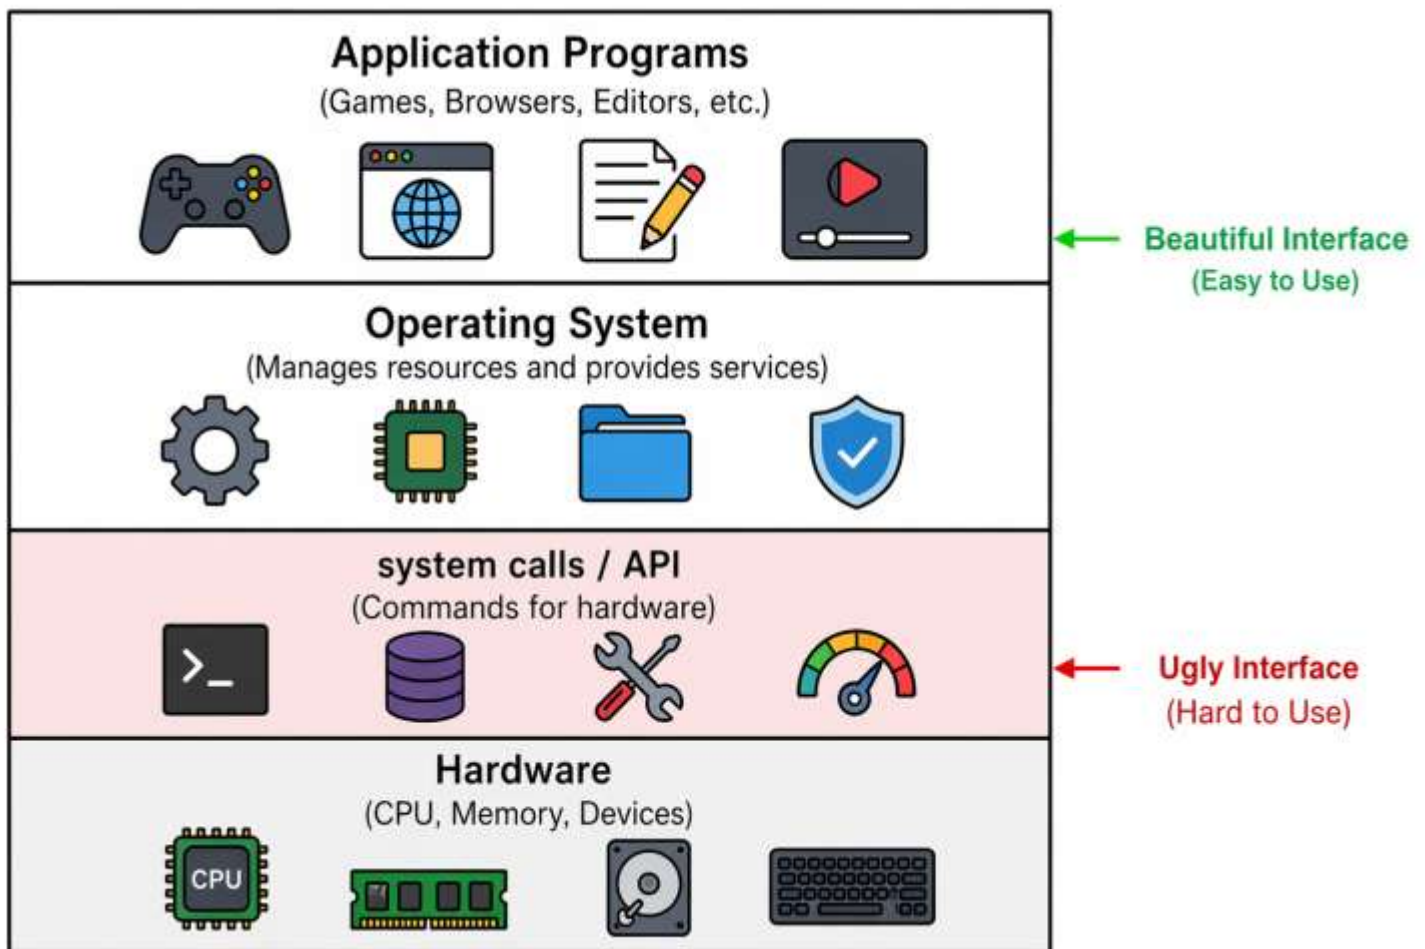 Application Programs
(Games, Browsers, Editors, etc.)
Beautiful Interface
(Easy to Use)
Operating System
(Manages resources and provides services)
system calls / API
(Commands for hardware)
>_
Ugly Interface
(Hard to Use)
Hardware
(CPU, Memory, Devices)
CPU